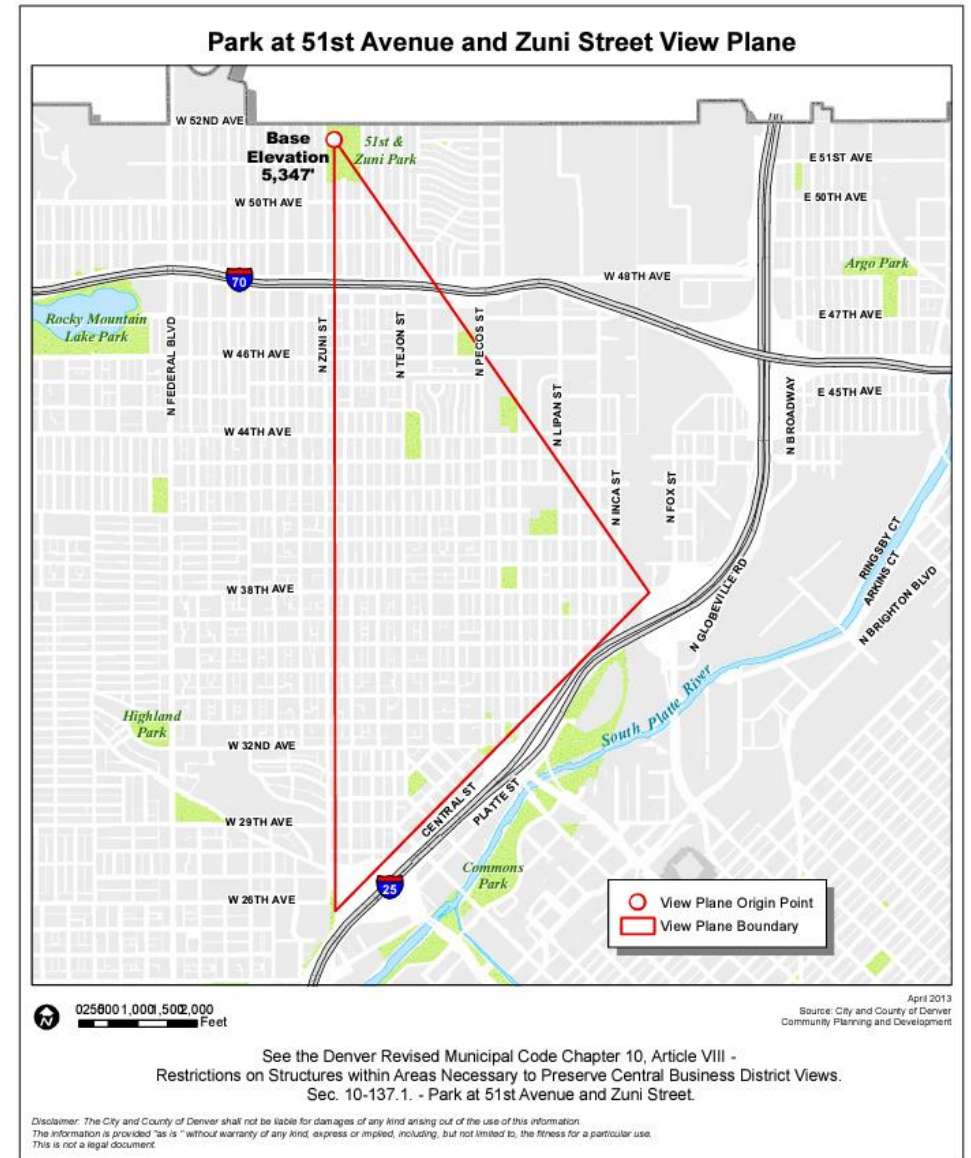 Park at 51st Avenue and Zuni Street View Plane
W 52ND AVE
Base
Elevation
5,347'
51st &
Zuni Park
E 51ST AVE
W 50TH AVE
E 50TH AVE
Argo Park
W 48TH AVE
70
Rocky Mountain
Lake Park
E 47TH AVE
N FEDERAL BLVD
N ZUNI ST
N TEJON ST
N PECOS ST
W 46TH AVE
E 45TH AVE
N LIPAN ST
N BROADWAY
W 44TH AVE
N INCA ST
N FOX ST
RINGSBY CT
ARKINS CT
N BRIGHTON BLVD
W 38TH AVE
N GLOBEVILLE RD
South Platte River
Highland
Park
W 32ND AVE
CENTRAL ST
PLATTE ST
W 29TH AVE
Commons
Park
25
W 26TH AVE
View Plane Origin Point
View Plane Boundary
N
0250500 1,000 1,500 2,000
Feet
April 2013
Source: City and County of Denver
Community Planning and Development
See the Denver Revised Municipal Code Chapter 10, Article VIII -
Restrictions on Structures within Areas Necessary to Preserve Central Business District Views.
Sec. 10-137.1. - Park at 51st Avenue and Zuni Street.
Disclaimer: The City and County of Denver shall not be liable for damages of any kind arising out of the use of this information.
The information is provided "as is" without warranty of any kind, express or implied, including, but not limited to, the fitness for a particular use.
This is not a legal document.